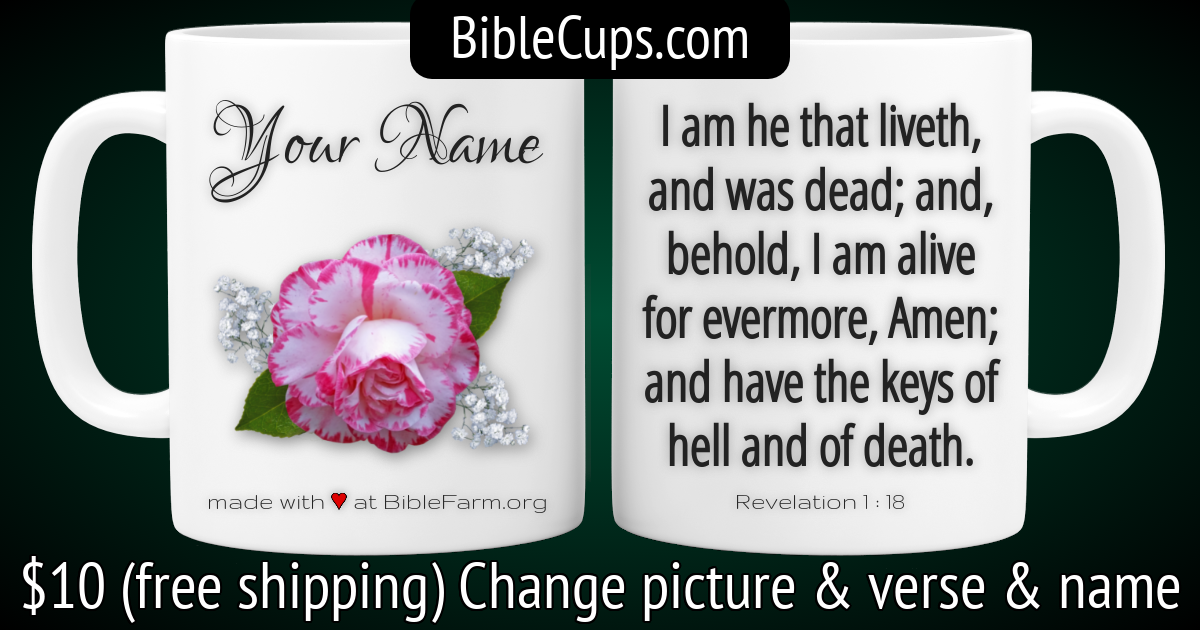 BibleCups.com
Your Name
made with ♥ at BibleFarm.org
I am he that liveth,
and was dead; and,
behold, I am alive
for evermore, Amen;
and have the keys of
hell and of death.
Revelation 1 : 18
$10 (free shipping) Change picture & verse & name